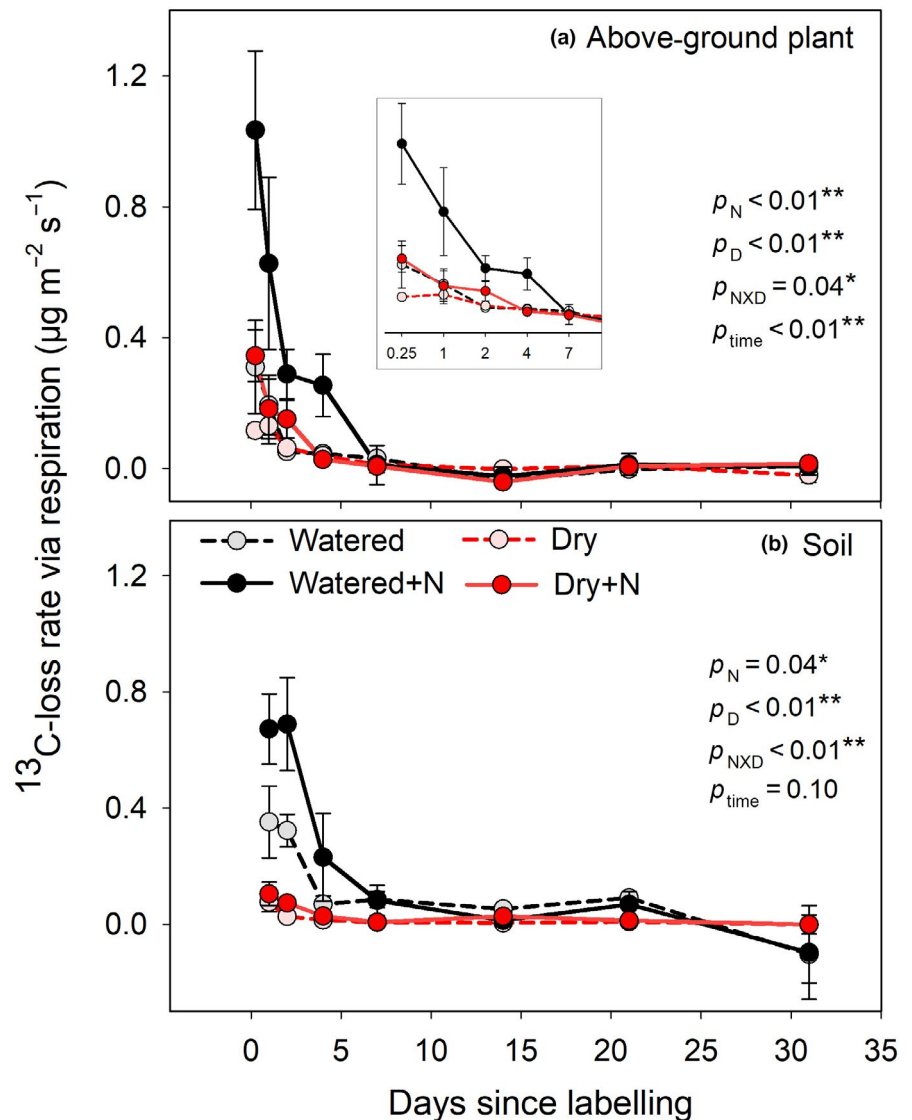 (a) Above-ground plant
1.2
0.8
0.4
0.0
0.25 1 2 4 7
p_N < 0.01**
p_D < 0.01**
p_NXD = 0.04*
p_time < 0.01**
¹³C-loss rate via respiration (µg m⁻² s⁻¹)
Watered Dry (b) Soil
Watered+N Dry+N
1.2
0.8
0.4
0.0
p_N = 0.04*
p_D < 0.01**
p_NXD < 0.01**
p_time = 0.10
0 5 10 15 20 25 30 35
Days since labelling